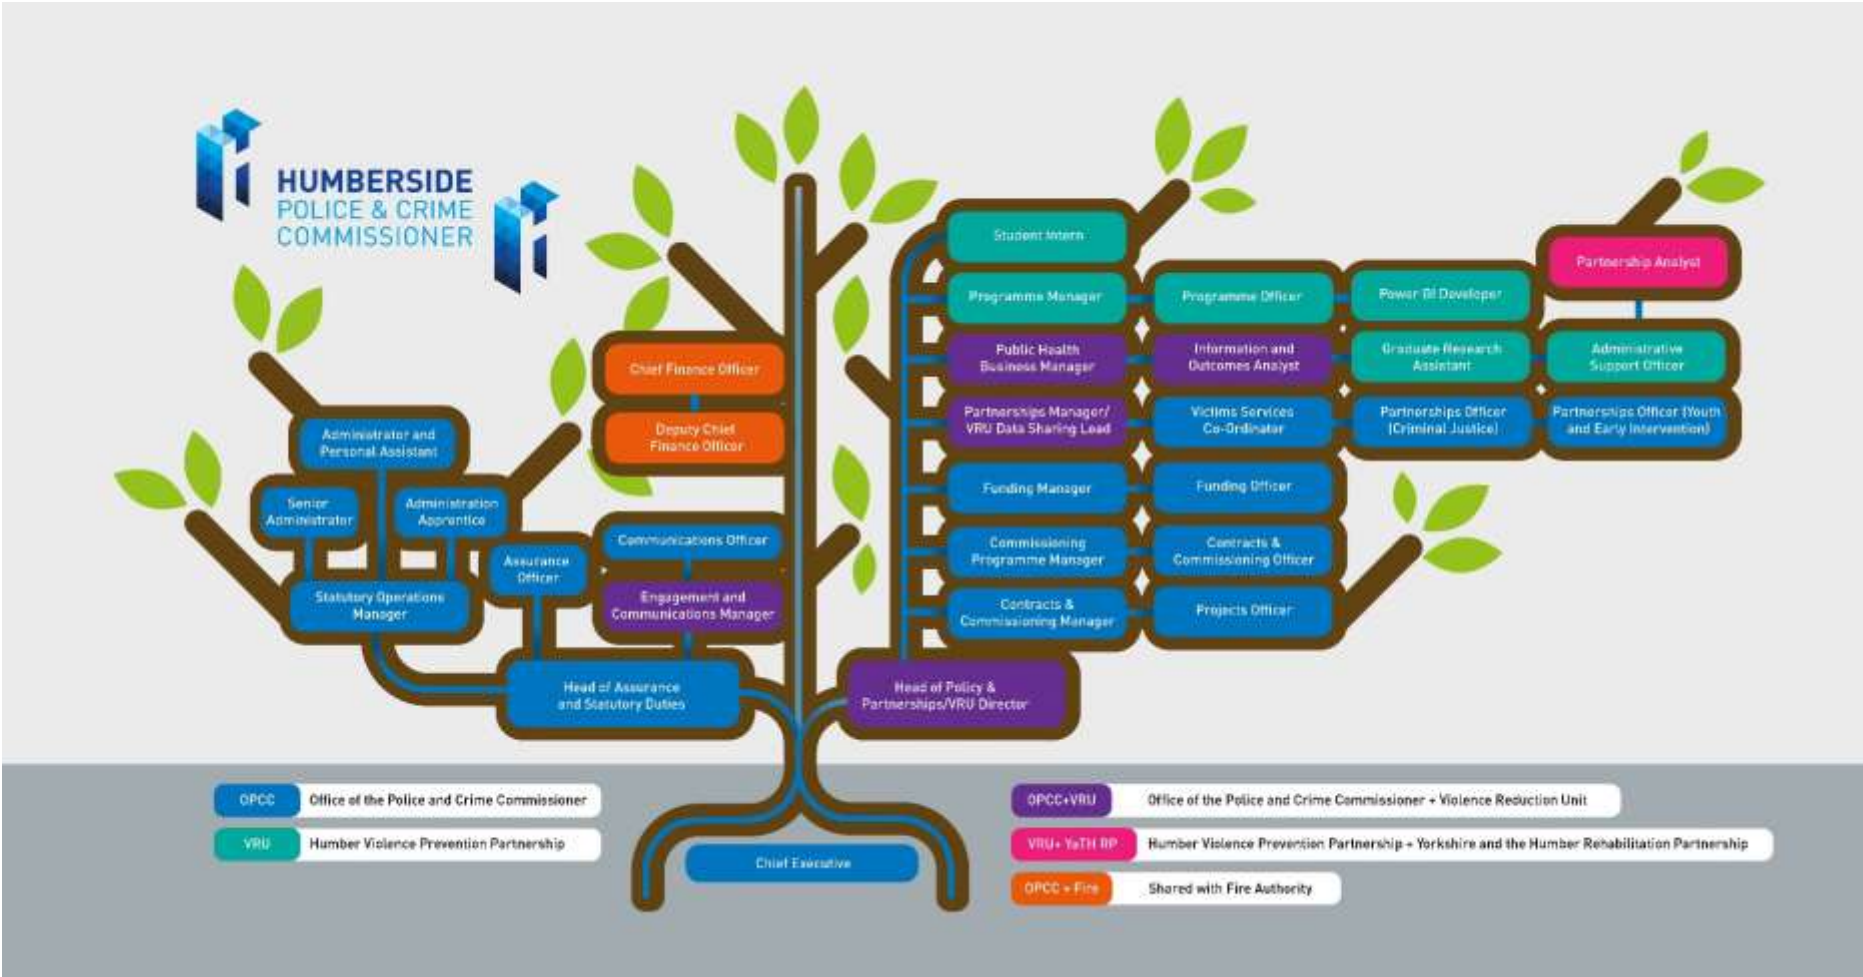 HUMBERSIDE
POLICE & CRIME
COMMISSIONER
Student Intern
Partnership Analyst
Programme Manager
Programme Officer
Power BI Developer
Public Health
Business Manager
Information and
Outcomes Analyst
Graduate Research
Assistant
Administrative
Support Officer
Chief Finance Officer
Deputy Chief
Finance Officer
Partnerships Manager/
VRU Data Sharing Lead
Victims Services
Co-Ordinator
Partnerships Officer
(Criminal Justice)
Partnerships Officer (Youth
and Early Intervention)
Administrator and
Personal Assistant
Senior
Administrator
Administration
Apprentice
Funding Manager
Funding Officer
Assurance
Officer
Communications Officer
Commissioning
Programme Manager
Contracts &
Commissioning Officer
Statutory Operations
Manager
Engagement and
Communications Manager
Contracts &
Commissioning Manager
Projects Officer
Head of Assurance
and Statutory Duties
Head of Policy &
Partnerships/VRU Director
OPCC
Office of the Police and Crime Commissioner
VRU
Humber Violence Prevention Partnership
Chief Executive
OPCC+VRU
Office of the Police and Crime Commissioner + Violence Reduction Unit
VRU+ YaTH RP
Humber Violence Prevention Partnership + Yorkshire and the Humber Rehabilitation Partnership
OPCC + Fire
Shared with Fire Authority